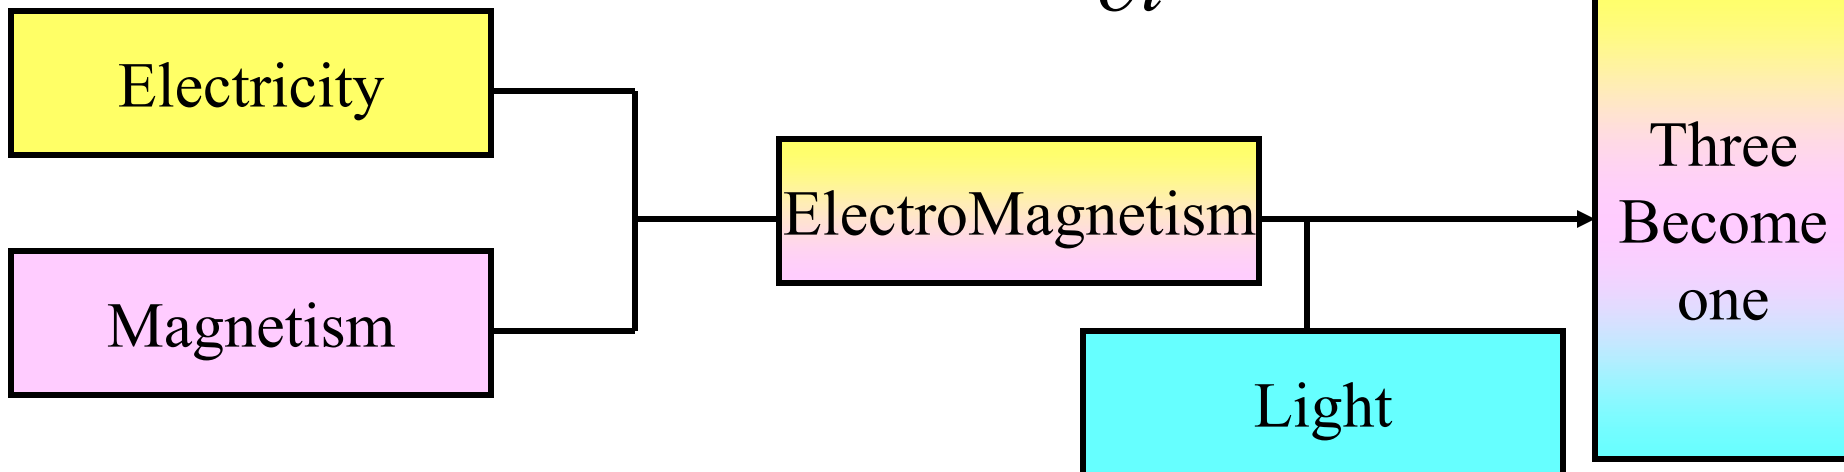 Electricity
Magnetism
ElectroMagnetism
Light
Three
Become
one